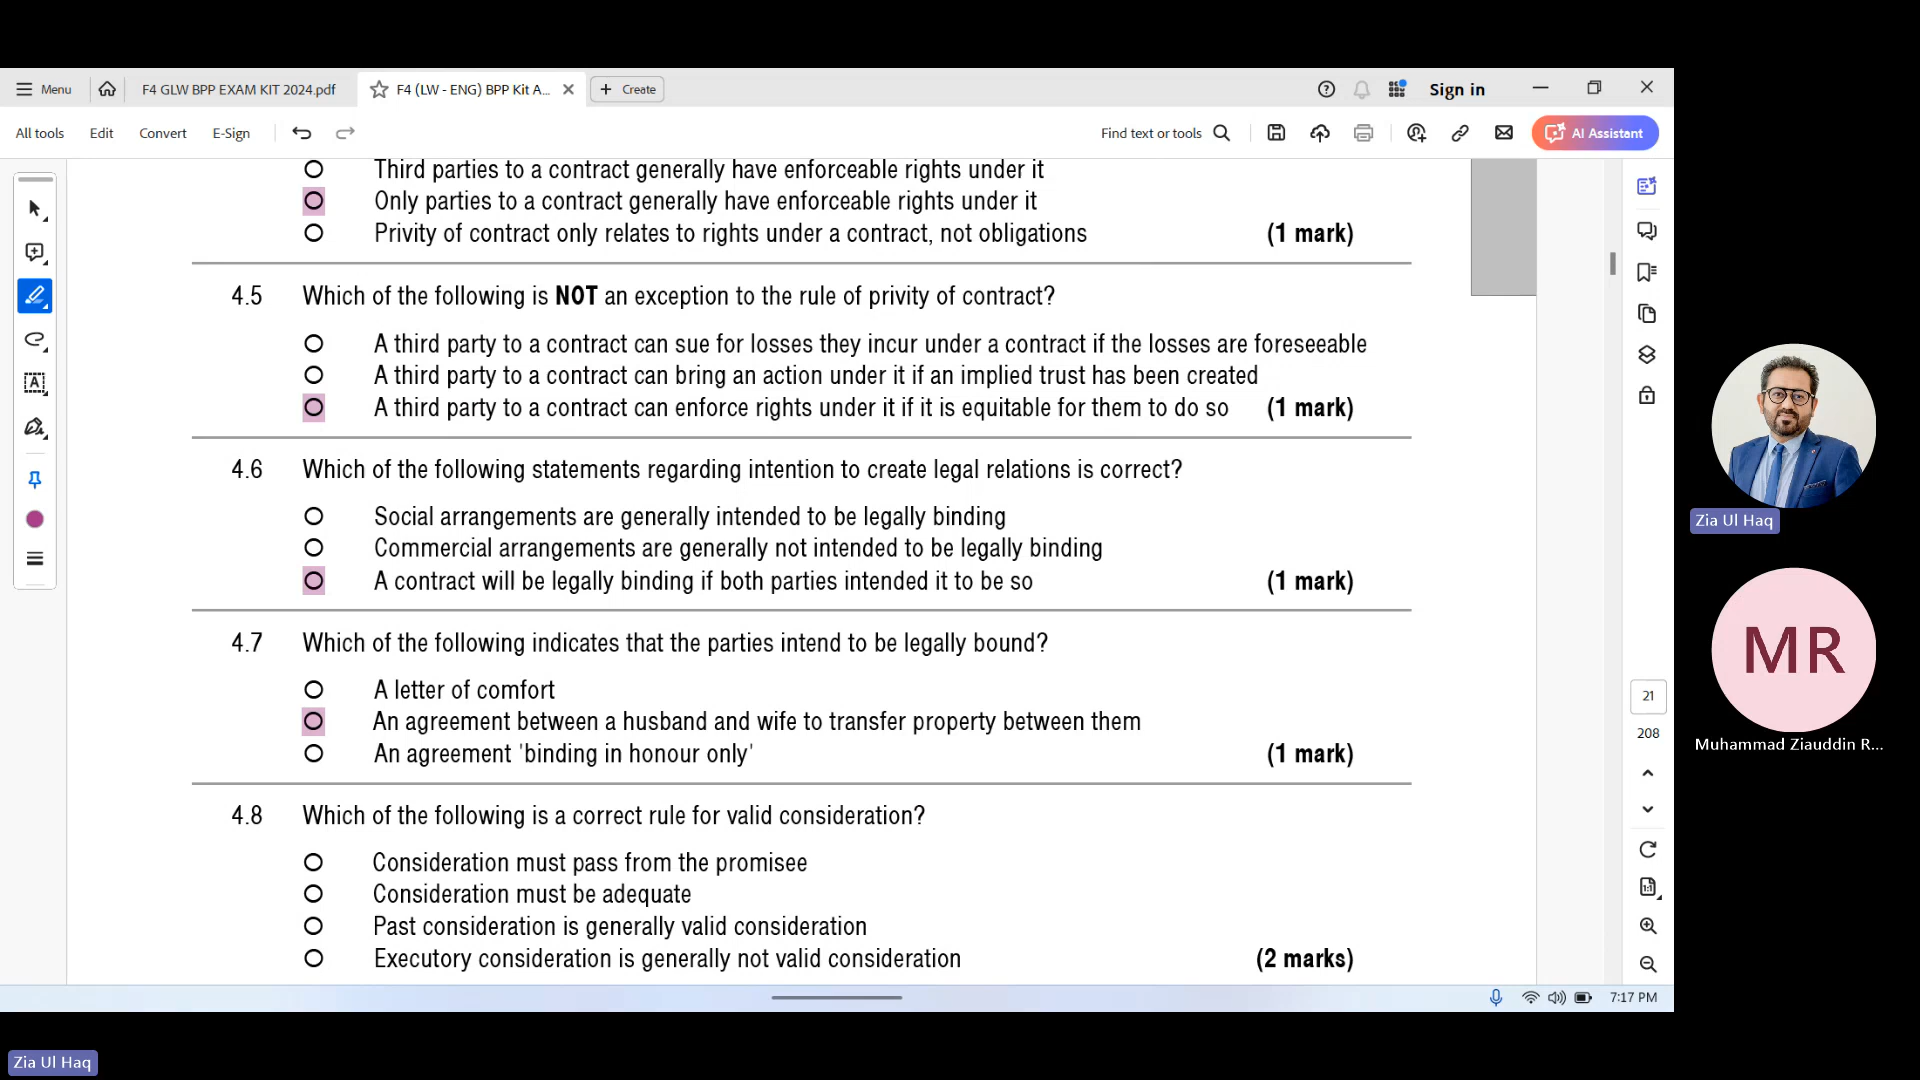 Menu
F4 GLW BPP EXAM KIT 2024.pdf
F4 (LW - ENG) BPP Kit A...
Create
Sign in
All tools
Edit
Convert
E-Sign
Find text or tools
AI Assistant
Third parties to a contract generally have enforceable rights under it
Only parties to a contract generally have enforceable rights under it
Privity of contract only relates to rights under a contract, not obligations (1 mark)
4.5 Which of the following is NOT an exception to the rule of privity of contract?
A third party to a contract can sue for losses they incur under a contract if the losses are foreseeable
A third party to a contract can bring an action under it if an implied trust has been created
A third party to a contract can enforce rights under it if it is equitable for them to do so (1 mark)
4.6 Which of the following statements regarding intention to create legal relations is correct?
Social arrangements are generally intended to be legally binding
Commercial arrangements are generally not intended to be legally binding
A contract will be legally binding if both parties intended it to be so (1 mark)
4.7 Which of the following indicates that the parties intend to be legally bound?
A letter of comfort
An agreement between a husband and wife to transfer property between them
An agreement 'binding in honour only' (1 mark)
4.8 Which of the following is a correct rule for valid consideration?
Consideration must pass from the promisee
Consideration must be adequate
Past consideration is generally valid consideration
Executory consideration is generally not valid consideration (2 marks)
21
208
7:17 PM
Zia Ul Haq
MR
Muhammad Ziauddin R...
Zia Ul Haq